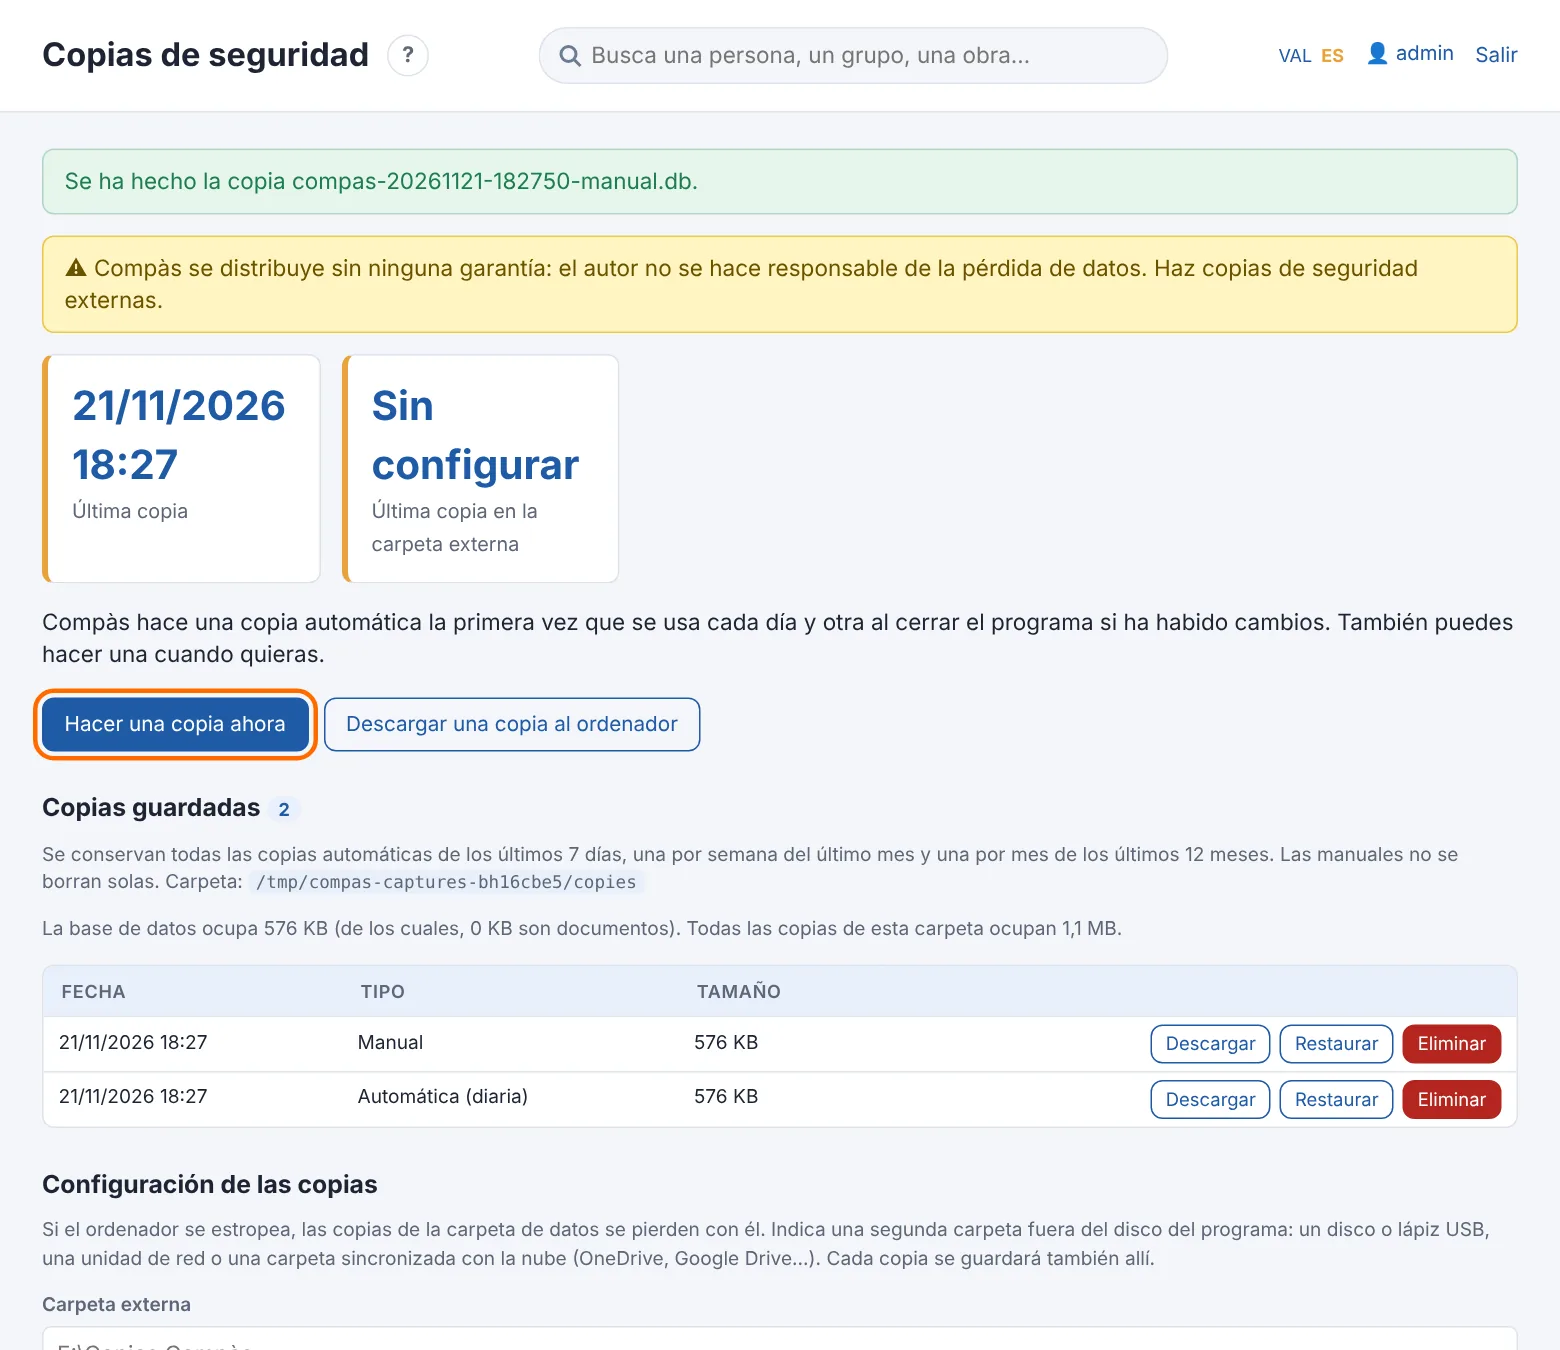 Copias de seguridad ?
Busca una persona, un grupo, una obra...
VAL ES admin Salir
Se ha hecho la copia compas-20261121-182750-manual.db.
⚠ Compàs se distribuye sin ninguna garantía: el autor no se hace responsable de la pérdida de datos. Haz copias de seguridad
externas.
21/11/2026
18:27
Última copia
Sin
configurar
Última copia en la
carpeta externa
Compàs hace una copia automática la primera vez que se usa cada día y otra al cerrar el programa si ha habido cambios. También puedes
hacer una cuando quieras.
Hacer una copia ahora
Descargar una copia al ordenador
Copias guardadas 2
Se conservan todas las copias automáticas de los últimos 7 días, una por semana del último mes y una por mes de los últimos 12 meses. Las manuales no se
borran solas. Carpeta: /tmp/compas-captures-bh16cbe5/copies
La base de datos ocupa 576 KB (de los cuales, 0 KB son documentos). Todas las copias de esta carpeta ocupan 1,1 MB.
FECHA TIPO TAMAÑO
21/11/2026 18:27 Manual 576 KB Descargar Restaurar Eliminar
21/11/2026 18:27 Automática (diaria) 576 KB Descargar Restaurar Eliminar
Configuración de las copias
Si el ordenador se estropea, las copias de la carpeta de datos se pierden con él. Indica una segunda carpeta fuera del disco del programa: un disco o lápiz USB,
una unidad de red o una carpeta sincronizada con la nube (OneDrive, Google Drive...). Cada copia se guardará también allí.
Carpeta externa